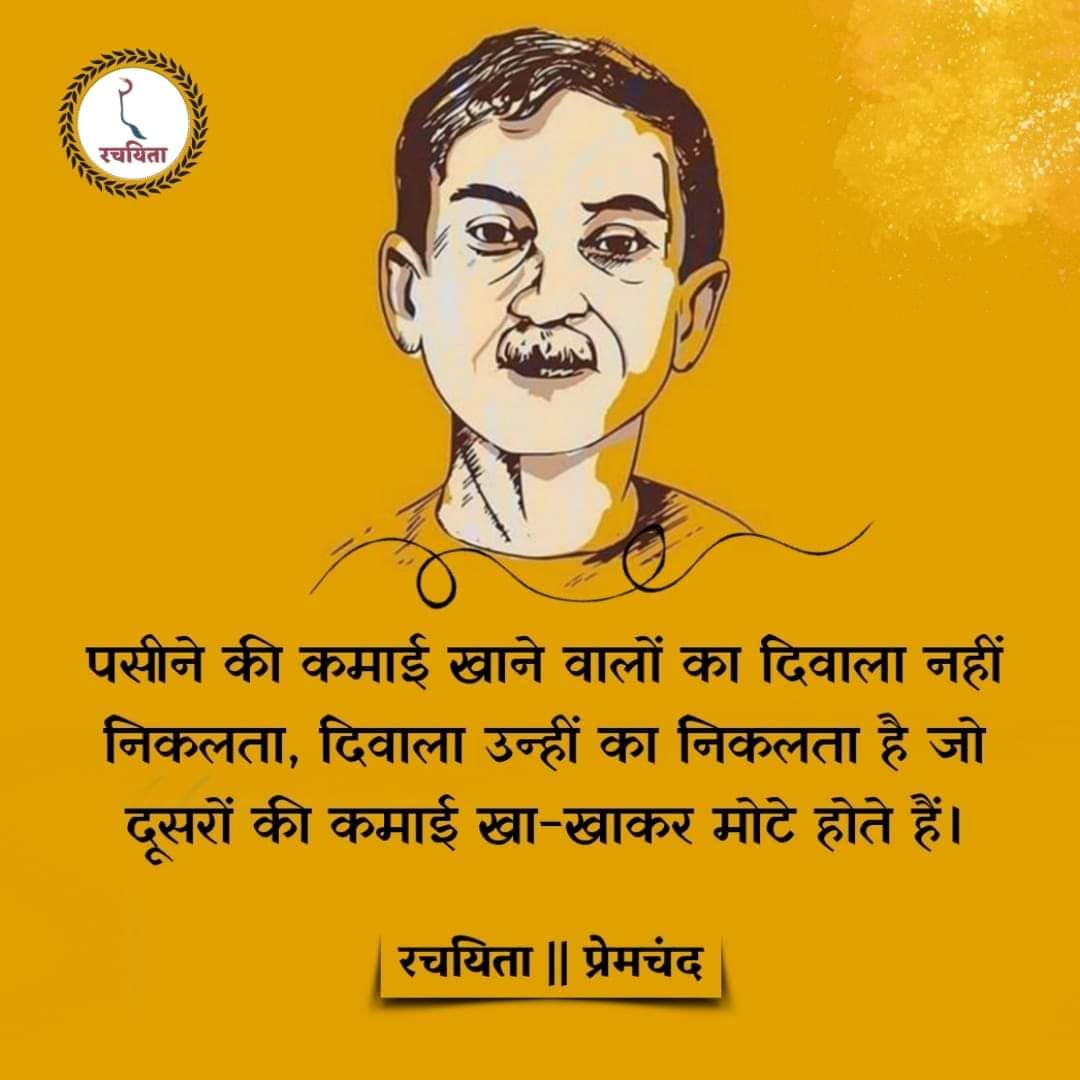 रचयिता
पसीने की कमाई खाने वालों का दिवाला नहीं
निकलता, दिवाला उन्हीं का निकलता है जो
दूसरों की कमाई खा-खाकर मोटे होते हैं।
रचयिता || प्रेमचंद